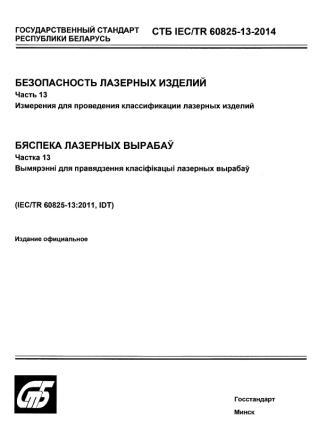 ГОСУДАРСТВЕННЫЙ СТАНДАРТ СТБ IEC/TR 60825-13-2014
РЕСПУБЛИКИ БЕЛАРУСЬ
БЕЗОПАСНОСТЬ ЛАЗЕРНЫХ ИЗДЕЛИЙ
Часть 13
Измерения для проведения классификации лазерных изделий
БЯСПЕКА ЛАЗЕРНЫХ ВЫРАБАЎ
Частка 13
Вымярэнні для правядзення класіфікацыі лазерных вырабаў
(IEC/TR 60825-13:2011, IDT)
Издание официальное
СТБ
Госстандарт
Минск